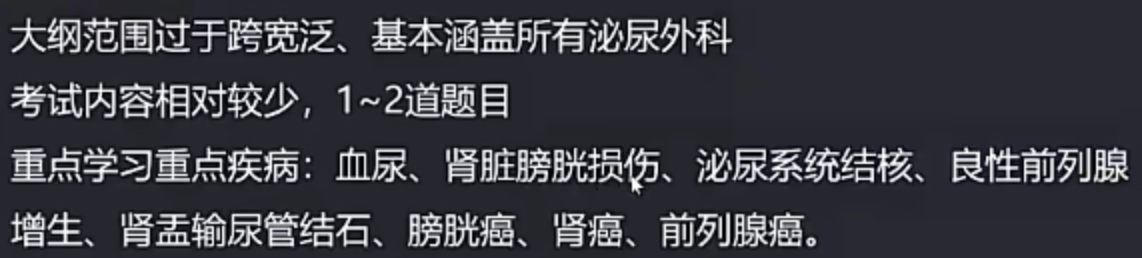 大纲范围过于跨宽泛、基本涵盖所有泌尿外科
考试内容相对较少，1~2道题目
重点学习重点疾病：血尿、肾脏膀胱损伤、泌尿系统结核、良性前列腺
增生、肾盂输尿管结石、膀胱癌、肾癌、前列腺癌。